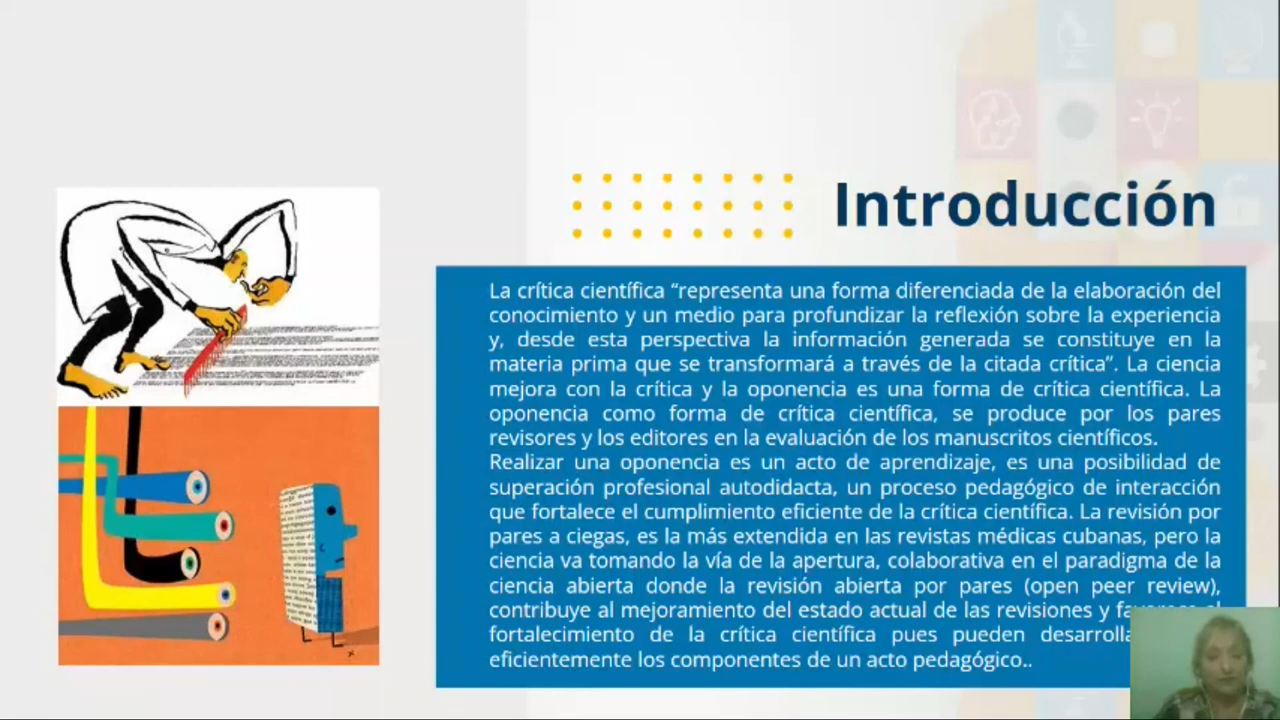 Introducción
La crítica científica “representa una forma diferenciada de la elaboración del
conocimiento y un medio para profundizar la reflexión sobre la experiencia
y, desde esta perspectiva la información generada se constituye en la
materia prima que se transformará a través de la citada crítica”. La ciencia
mejora con la crítica y la oponencia es una forma de crítica científica. La
oponencia como forma de crítica científica, se produce por los pares
revisores y los editores en la evaluación de los manuscritos científicos.
Realizar una oponencia es un acto de aprendizaje, es una posibilidad de
superación profesional autodidacta, un proceso pedagógico de interacción
que fortalece el cumplimiento eficiente de la crítica científica. La revisión por
pares a ciegas, es la más extendida en las revistas médicas cubanas, pero la
ciencia va tomando la vía de la apertura, colaborativa en el paradigma de la
ciencia abierta donde la revisión abierta por pares (open peer review),
contribuye al mejoramiento del estado actual de las revisiones y
fortalecimiento de la crítica científica pues pueden
eficientemente los componentes de un acto pedagógico..